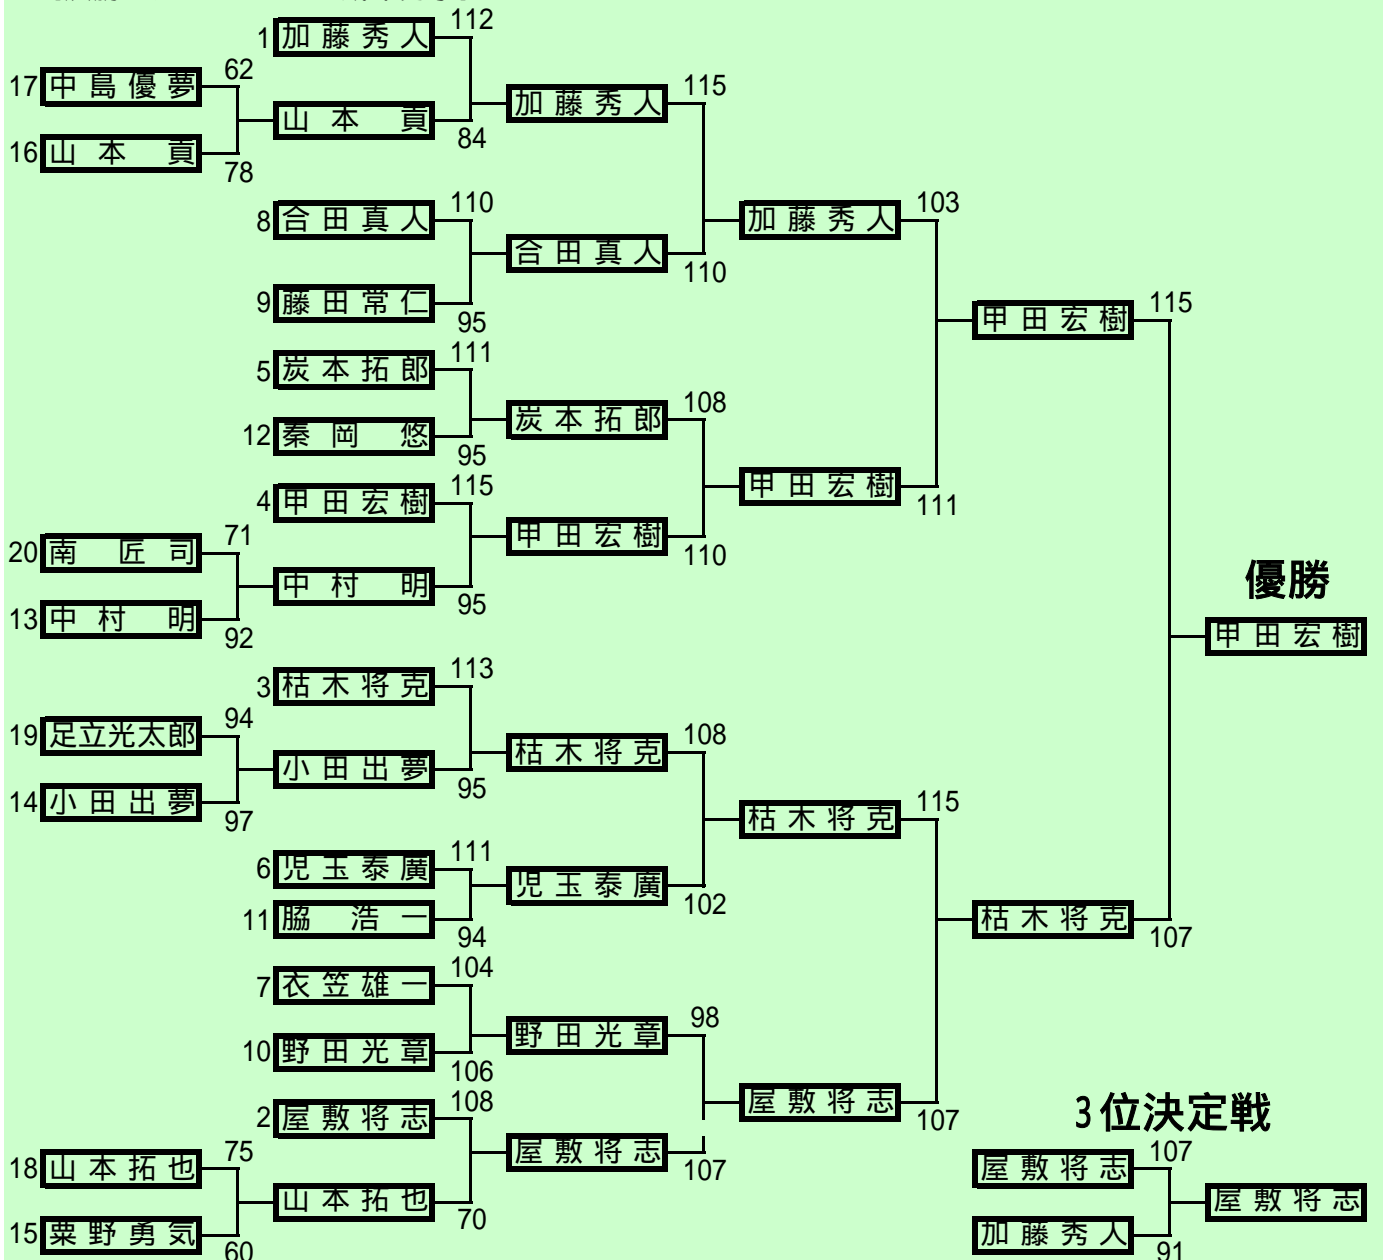 112
1 加藤秀人
17 中島優夢 62
山本 貢 84
16 山本 貢 78
加藤秀人 115
8 合田真人 110
9 藤田常仁 95
合田真人 110
加藤秀人 103
5 炭本拓郎 111
12 秦岡 悠 95
炭本拓郎 108
4 甲田宏樹 115
20 南 匠司 71
中村 明 95
13 中村 明 92
甲田宏樹 110
甲田宏樹 111
甲田宏樹 115
3 枯木将克 113
19 足立光太郎 94
小田出夢 95
14 小田出夢 97
枯木将克 108
6 児玉泰廣 111
11 脇 浩一 94
児玉泰廣 102
枯木将克 115
7 衣笠雄一 104
10 野田光章 106
野田光章 98
2 屋敷将志 108
18 山本拓也 75
山本拓也 70
15 粟野勇気 60
屋敷将志 107
屋敷将志 107
枯木将克 107
優勝
甲田宏樹
3位決定戦
屋敷将志 107
加藤秀人 91
屋敷将志